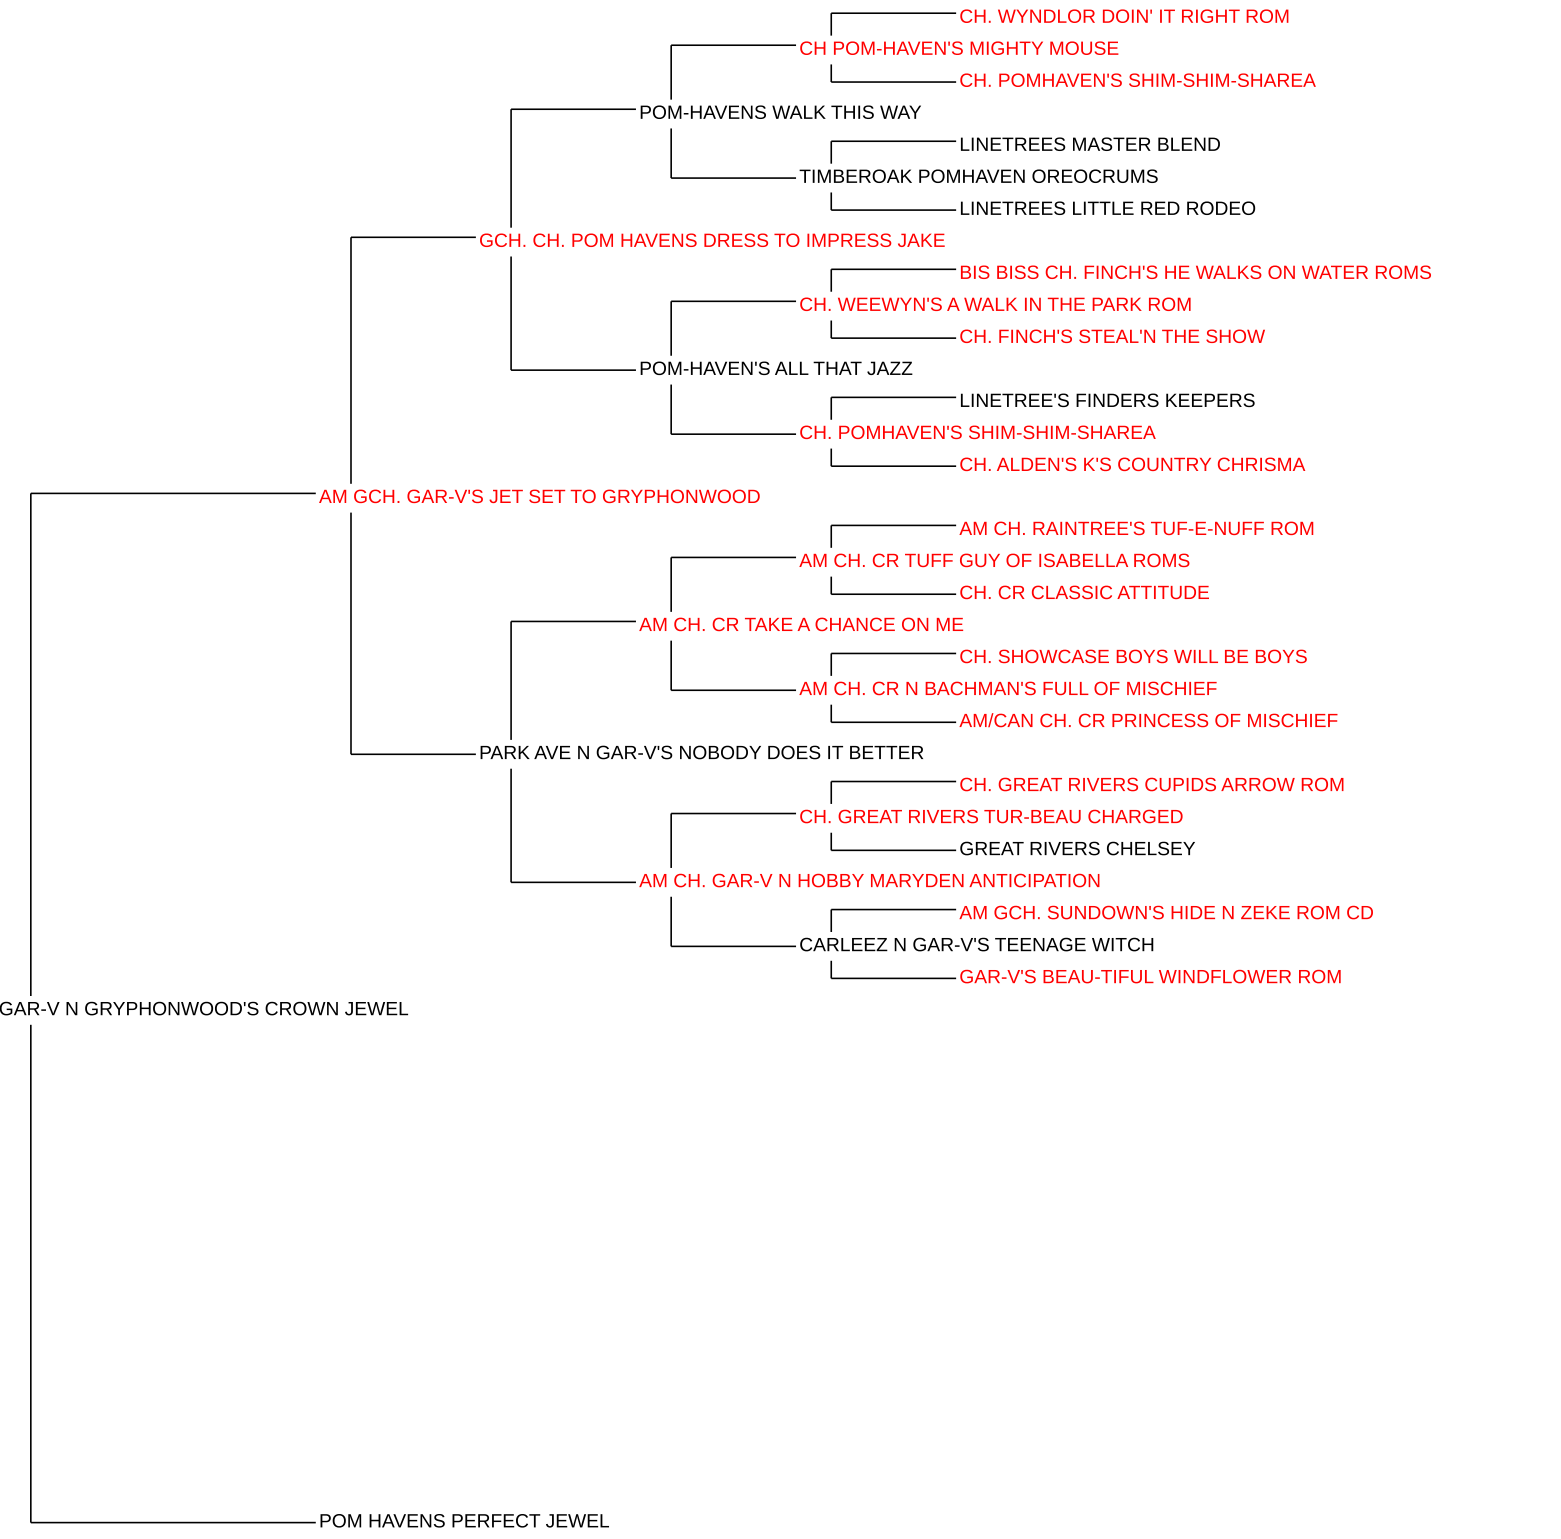 CH. WYNDLOR DOIN' IT RIGHT ROM
CH POM-HAVEN'S MIGHTY MOUSE
CH. POMHAVEN'S SHIM-SHIM-SHAREA
POM-HAVENS WALK THIS WAY
LINETREES MASTER BLEND
TIMBEROAK POMHAVEN OREOCRUMS
LINETREES LITTLE RED RODEO
GCH. CH. POM HAVENS DRESS TO IMPRESS JAKE
BIS BISS CH. FINCH'S HE WALKS ON WATER ROMS
CH. WEEWYN'S A WALK IN THE PARK ROM
CH. FINCH'S STEAL'N THE SHOW
POM-HAVEN'S ALL THAT JAZZ
LINETREE'S FINDERS KEEPERS
CH. POMHAVEN'S SHIM-SHIM-SHAREA
CH. ALDEN'S K'S COUNTRY CHRISMA
AM GCH. GAR-V'S JET SET TO GRYPHONWOOD
AM CH. RAINTREE'S TUF-E-NUFF ROM
AM CH. CR TUFF GUY OF ISABELLA ROMS
CH. CR CLASSIC ATTITUDE
AM CH. CR TAKE A CHANCE ON ME
CH. SHOWCASE BOYS WILL BE BOYS
AM CH. CR N BACHMAN'S FULL OF MISCHIEF
AM/CAN CH. CR PRINCESS OF MISCHIEF
PARK AVE N GAR-V'S NOBODY DOES IT BETTER
CH. GREAT RIVERS CUPIDS ARROW ROM
CH. GREAT RIVERS TUR-BEAU CHARGED
GREAT RIVERS CHELSEY
AM CH. GAR-V N HOBBY MARYDEN ANTICIPATION
AM GCH. SUNDOWN'S HIDE N ZEKE ROM CD
CARLEEZ N GAR-V'S TEENAGE WITCH
GAR-V'S BEAU-TIFUL WINDFLOWER ROM
GAR-V N GRYPHONWOOD'S CROWN JEWEL
POM HAVENS PERFECT JEWEL